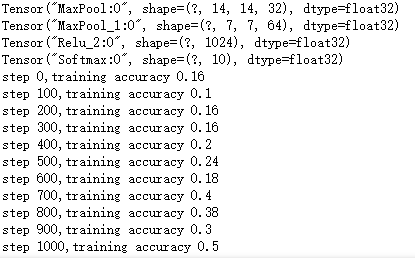 Tensor("MaxPool:0", shape=(?, 14, 14, 32), dtype=float32)
Tensor("MaxPool_1:0", shape=(?, 7, 7, 64), dtype=float32)
Tensor("Relu_2:0", shape=(?, 1024), dtype=float32)
Tensor("Softmax:0", shape=(?, 10), dtype=float32)
step 0,training accuracy 0.16
step 100,training accuracy 0.1
step 200,training accuracy 0.16
step 300,training accuracy 0.16
step 400,training accuracy 0.2
step 500,training accuracy 0.24
step 600,training accuracy 0.18
step 700,training accuracy 0.4
step 800,training accuracy 0.38
step 900,training accuracy 0.3
step 1000,training accuracy 0.5